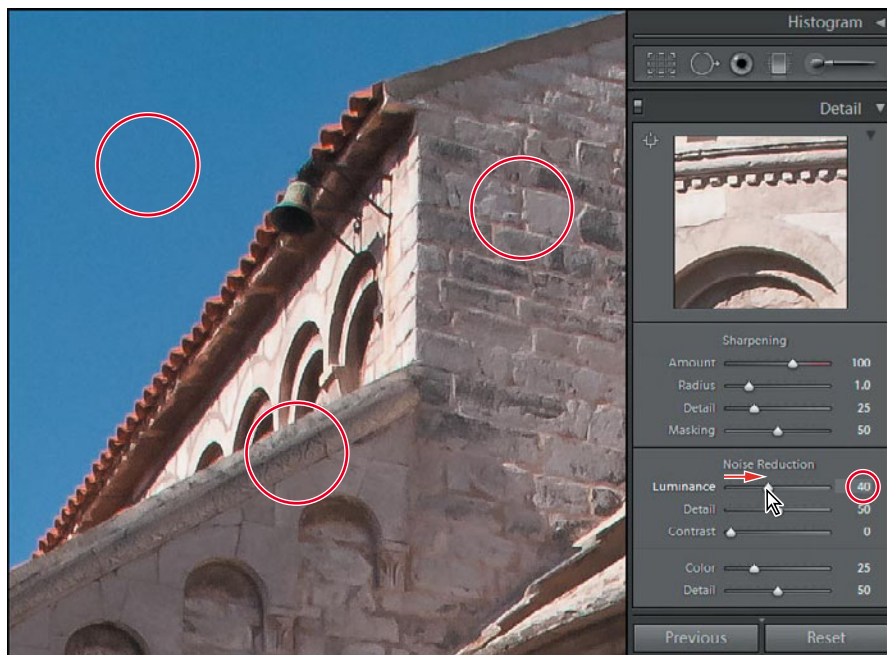 Histogram
Detail
Sharpening
Amount 100
Radius 1.0
Detail 25
Masking 50
Noise Reduction
Luminance 40
Detail 50
Contrast 0
Color 25
Detail 50
Previous Reset